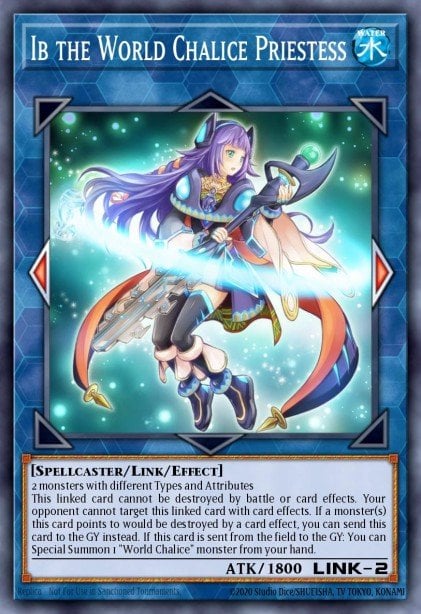 IB THE WORLD CHALICE PRIESTESS
WATER
水
[SPELLCASTER/LINK/EFFECT]
2 monsters with different Types and Attributes
This linked card cannot be destroyed by battle or card effects. Your
opponent cannot target this linked card with card effects. If a monster(s)
this card points to would be destroyed by a card effect, you can send this
card to the GY instead. If this card is sent from the field to the GY: You can
Special Summon 1 "World Chalice" monster from your hand.
ATK/1800 LINK-2
Replica - Not For Use in Sanctioned Tornmaments ©2020 Studio Dice/SHUEISHA, TV TOKYO, KONAMI